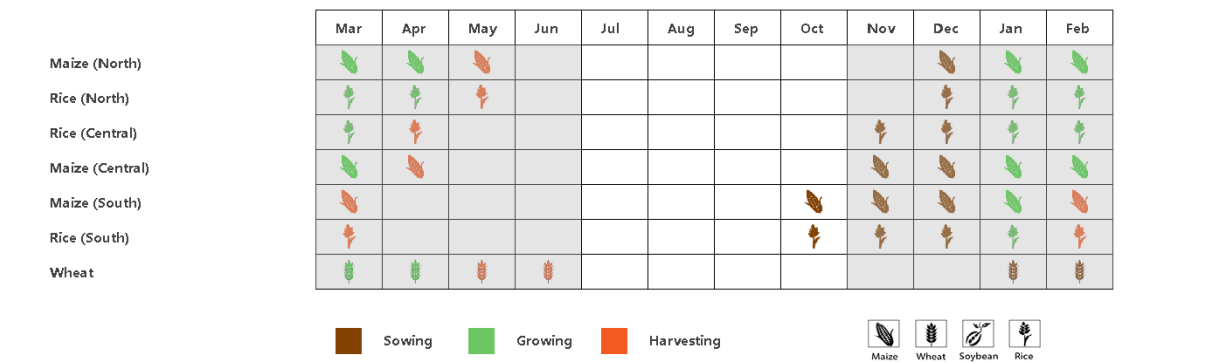 Mar Apr May Jun Jul Aug Sep Oct Nov Dec Jan Feb
Maize (North)
Rice (North)
Rice (Central)
Maize (Central)
Maize (South)
Rice (South)
Wheat
Sowing Growing Harvesting
Maize Wheat Soybean Rice